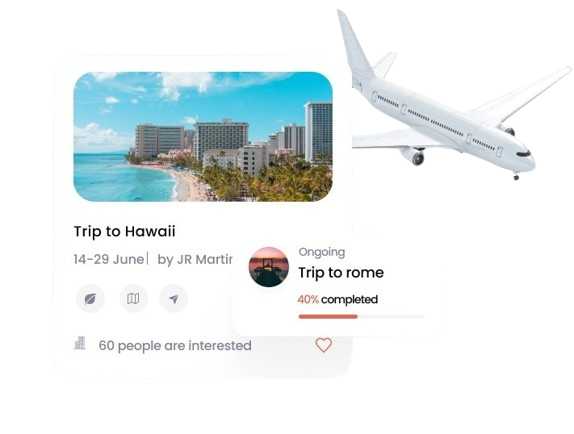 Trip to Hawaii
14-29 June| by JR Martin
Ongoing
Trip to rome
40% completed
60 people are interested